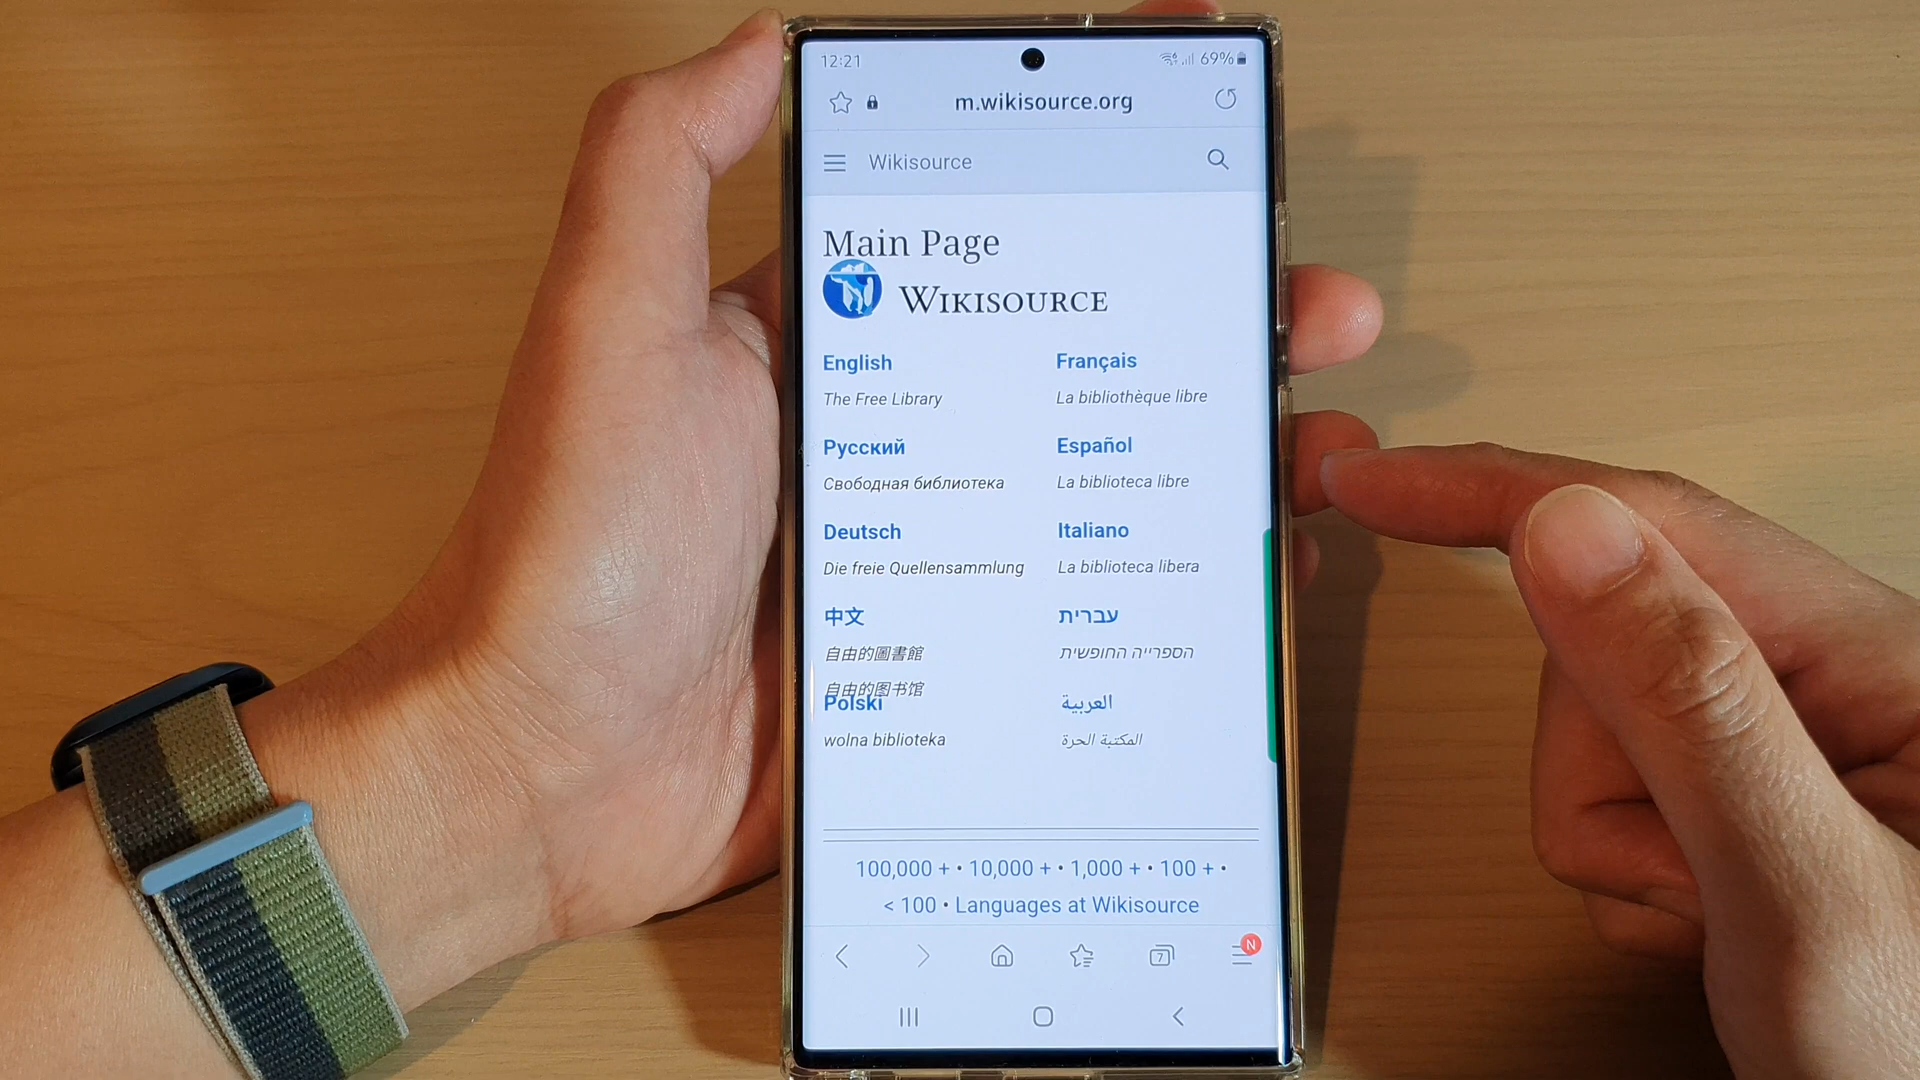 12:21
69%
m.wikisource.org
Wikisource
Main Page
WIKISOURCE
English
The Free Library
Français
La bibliothèque libre
Русский
Свободная библиотека
Español
La biblioteca libre
Deutsch
Die freie Quellensammlung
Italiano
La biblioteca libera
中文
自由的圖書館
自由的图书馆
עברית
הספרייה החופשית
Polski
wolna biblioteka
العربية
المكتبة الحرة
100,000 + • 10,000 + • 1,000 + • 100 + •
< 100 • Languages at Wikisource
7
N